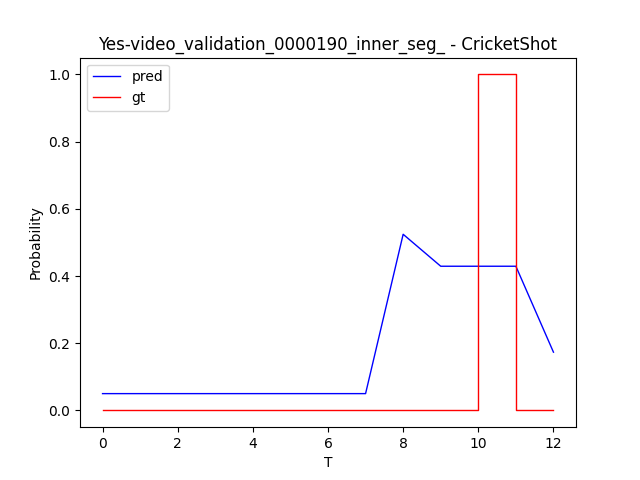 Yes-video_validation_0000190_inner_seg_ - CricketShot
pred
gt
1.0
0.8
0.6
0.4
0.2
0.0
Probability
0 2 4 6 8 10 12
T